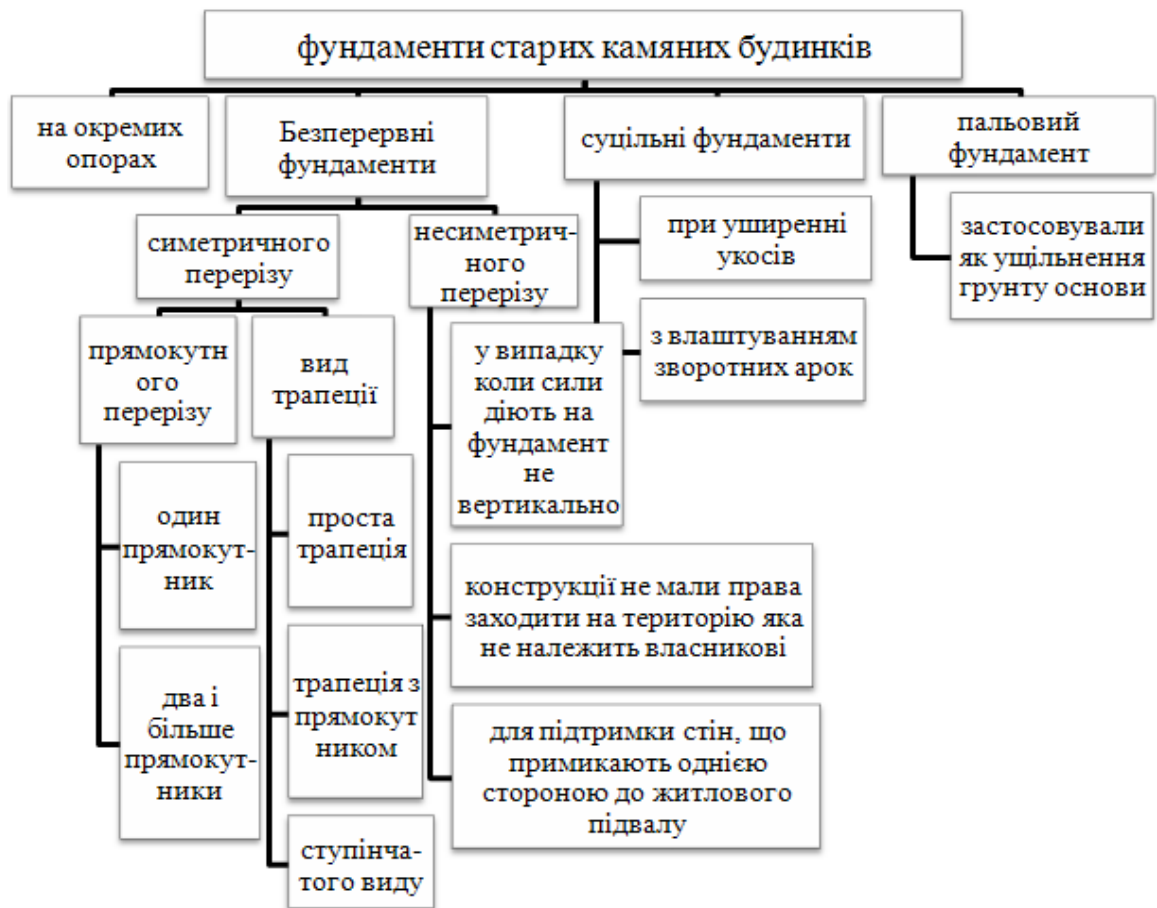 фундаменти старих камяних будинків
на окремих
опорах
Безперервні
фундаменти
суцільні фундаменти
пальовий
фундамент
симетричного
перерізу
несиметрич-
ного
перерізу
при уширенні
укосів
застосовували
як ущільнення
грунту основи
прямокутн
ого
перерізу
вид
трапеції
у випадку
коли сили
діють на
фундамент
не
вертикально
з влаштуванням
зворотних арок
один
прямокут-
ник
проста
трапеція
конструкції не мали права
заходити на територію яка
не належить власникові
два і
більше
прямокут-
ники
трапеція з
прямокут
ником
для підтримки стін, що
примикають однією
стороною до житлового
підвалу
ступінча-
того виду